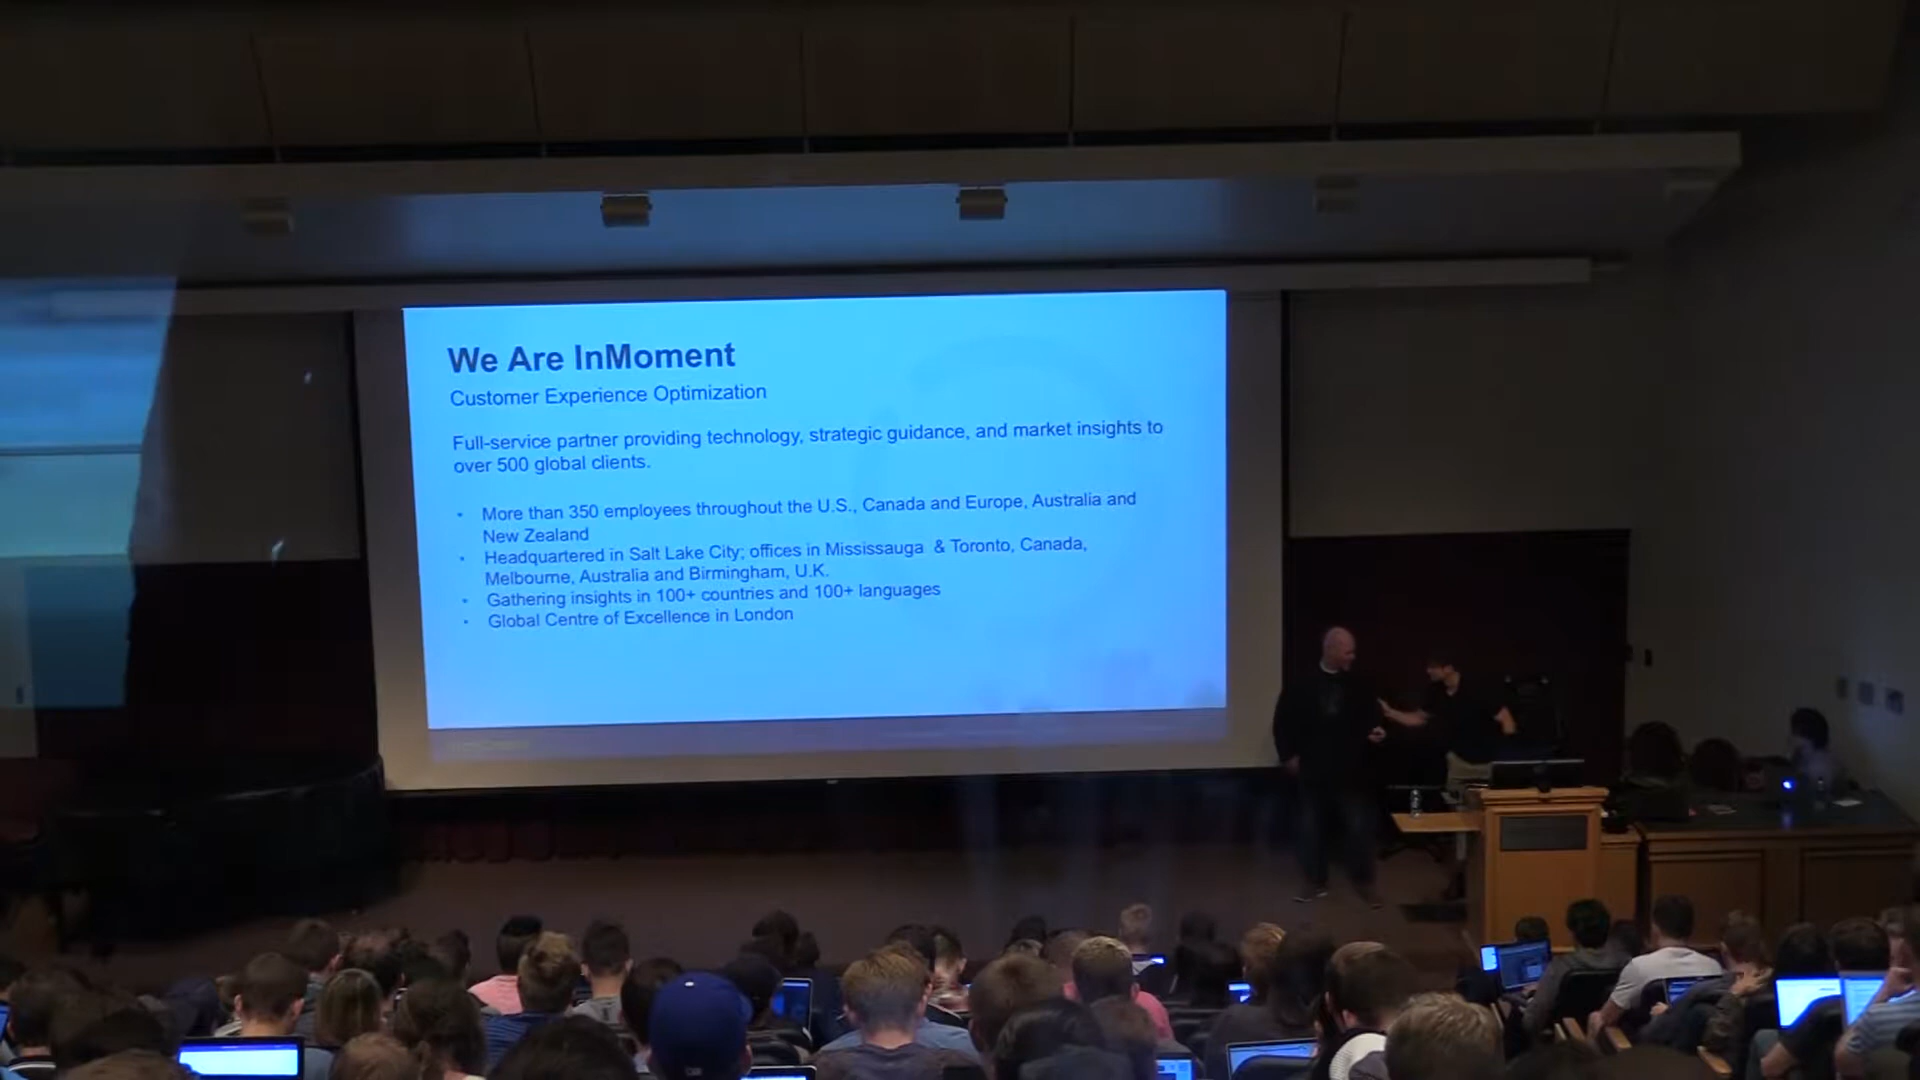 We Are InMoment
Customer Experience Optimization
Full-service partner providing technology, strategic guidance, and market insights to
over 500 global clients.
• More than 350 employees throughout the U.S., Canada and Europe, Australia and
New Zealand
• Headquartered in Salt Lake City; offices in Mississauga & Toronto, Canada,
Melbourne, Australia and Birmingham, U.K.
• Gathering insights in 100+ countries and 100+ languages
• Global Centre of Excellence in London